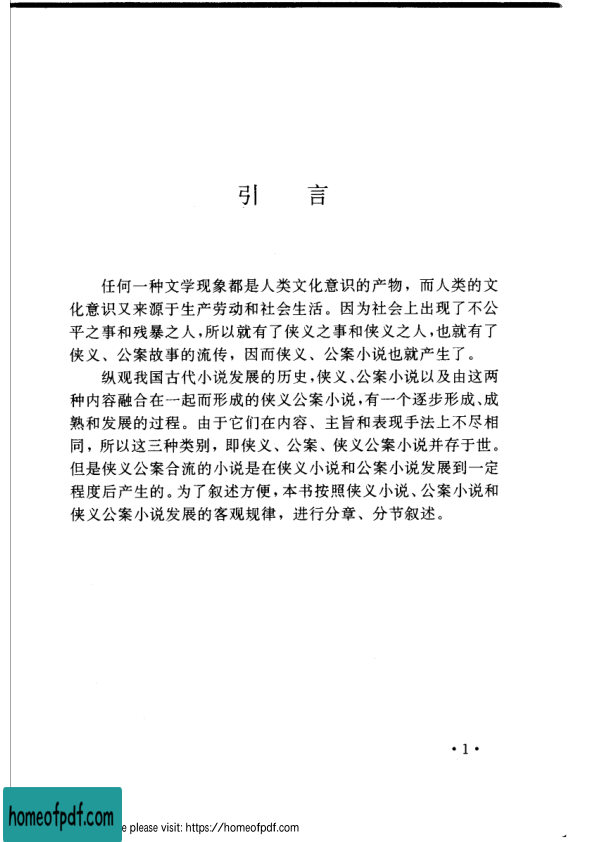 引 言
任何一种文学现象都是人类文化意识的产物，而人类的文
化意识又来源于生产劳动和社会生活。因为社会上出现了不公
平之事和残暴之人，所以就有了侠义之事和侠义之人，也就有了
侠义、公案故事的流传，因而侠义、公案小说也就产生了。
纵观我国古代小说发展的历史，侠义、公案小说以及由这两
种内容融合在一起而形成的侠义公案小说，有一个逐步形成、成
熟和发展的过程。由于它们在内容、主旨和表现手法上不尽相
同，所以这三种类别，即侠义、公案、侠义公案小说并存于世。
但是侠义公案合流的小说是在侠义小说和公案小说发展到一定
程度后产生的。为了叙述方便，本书按照侠义小说、公案小说和
侠义公案小说发展的客观规律，进行分章、分节叙述。
·1·
homeofpdf.com
e please visit: https://homeofpdf.com